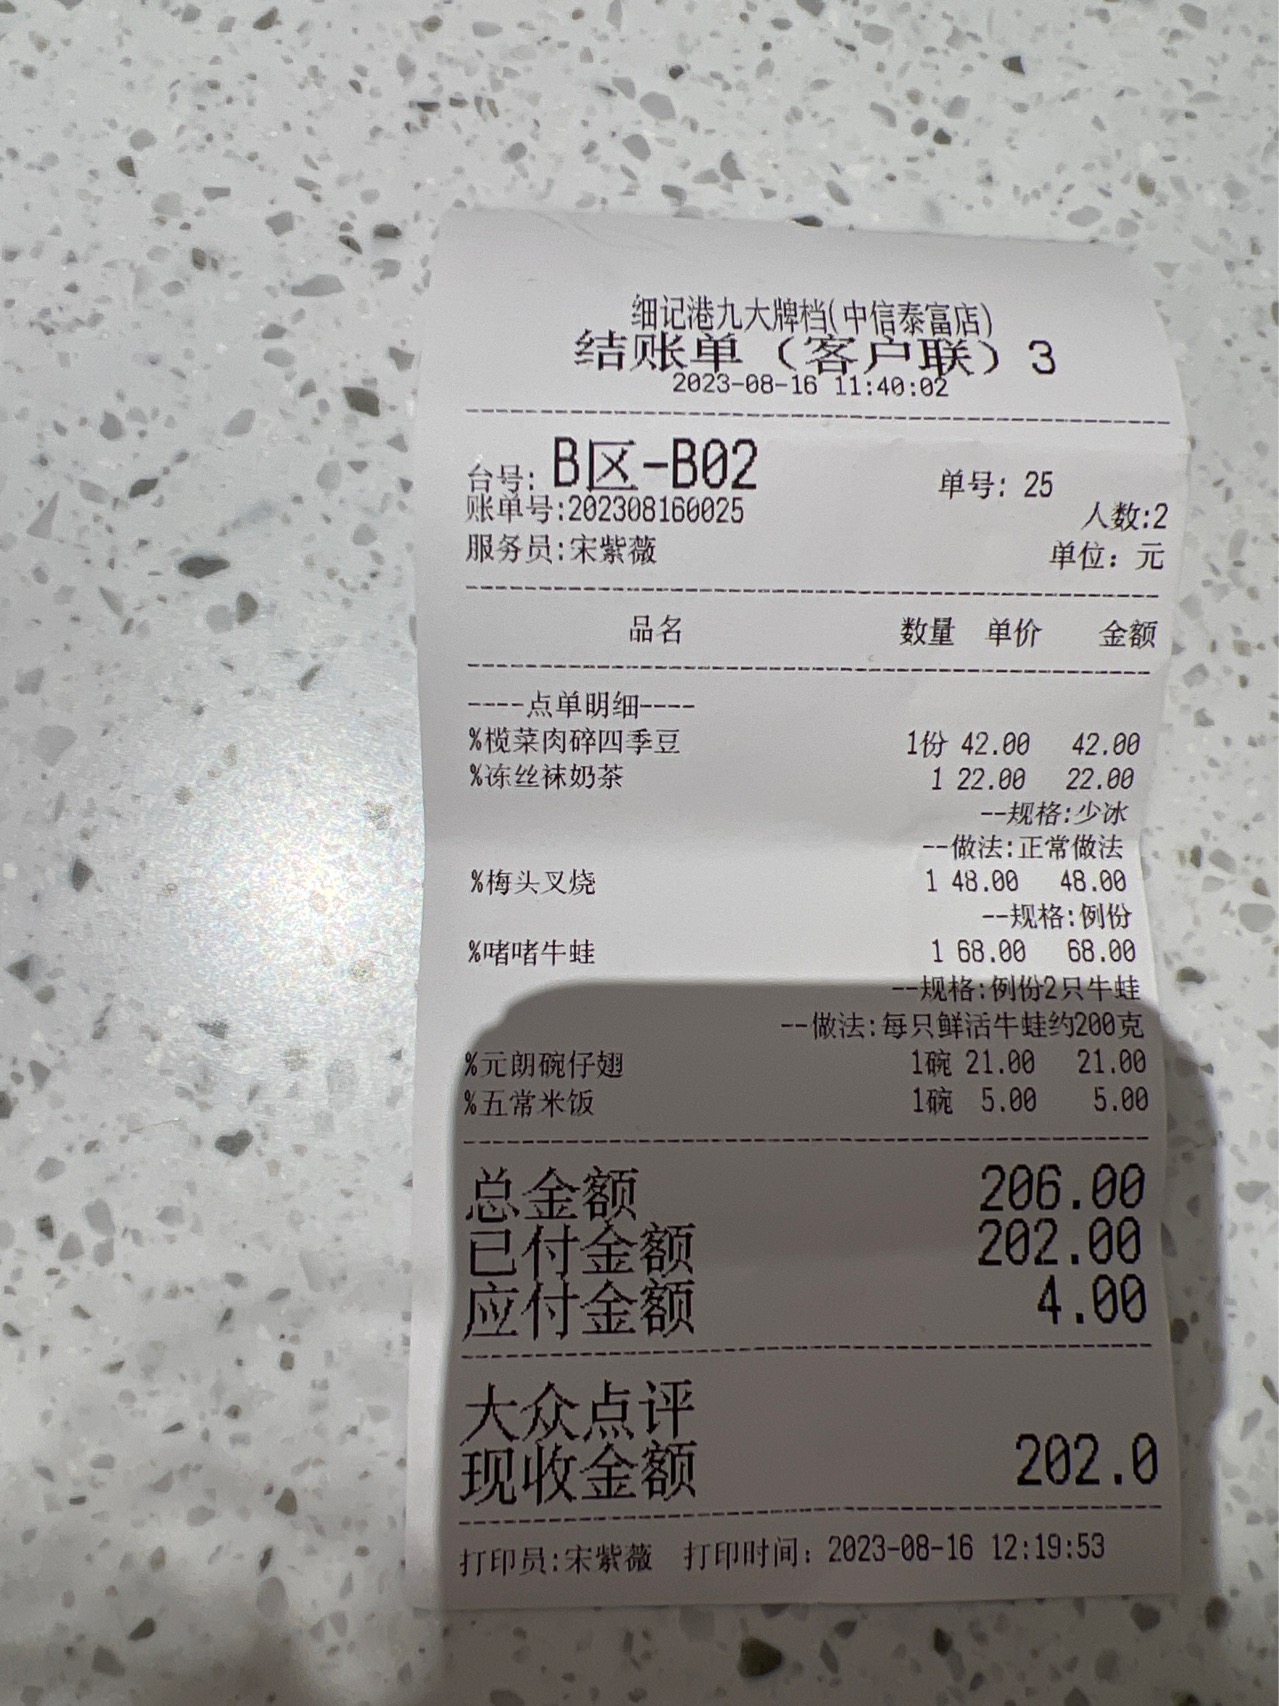 细记港九大牌档(中信泰富店)
结账单（客户联）3
2023-08-16 11:40:02
台号: B区-B02 单号: 25
账单号:202308160025 人数:2
服务员:宋紫薇 单位：元
品名 数量 单价 金额
----点单明细----
%榄菜肉碎四季豆 1份 42.00 42.00
%冻丝袜奶茶 1 22.00 22.00
--规格:少冰
--做法:正常做法
%梅头叉烧 1 48.00 48.00
--规格:例份
%啫啫牛蛙 1 68.00 68.00
--规格:例份2只牛蛙
--做法:每只鲜活牛蛙约200克
%元朗碗仔翅 1碗 21.00 21.00
%五常米饭 1碗 5.00 5.00
总金额 206.00
已付金额 202.00
应付金额 4.00
大众点评
现收金额 202.0
打印员:宋紫薇 打印时间：2023-08-16 12:19:53